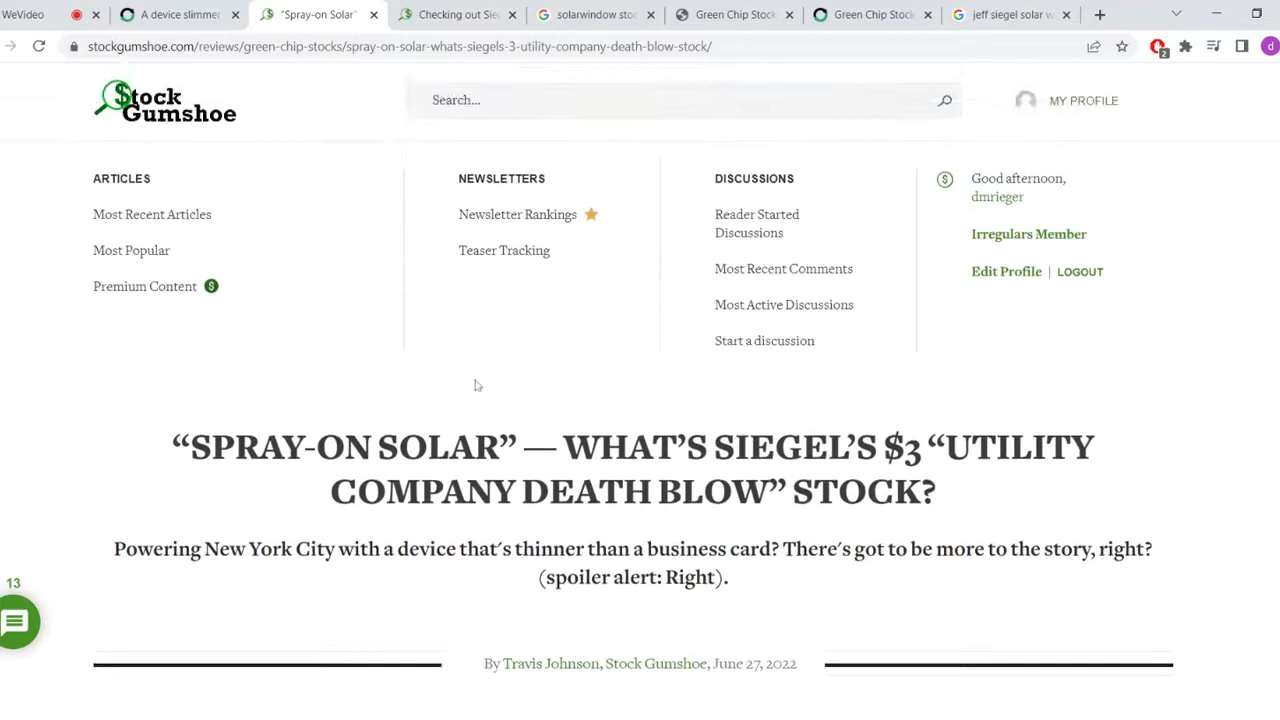 WeVideo
A device slimmer
"Spray-on Solar"
Checking out Sie
solarwindow sto
Green Chip Stock
Green Chip Stock
jeff siegel solar w
stockgumshoe.com/reviews/green-chip-stocks/spray-on-solar-whats-siegels-3-utility-company-death-blow-stock/
2
d
$tock
Gumshoe
Search...
MY PROFILE
ARTICLES
Most Recent Articles
Most Popular
Premium Content $
NEWSLETTERS
Newsletter Rankings
Teaser Tracking
DISCUSSIONS
Reader Started
Discussions
Most Recent Comments
Most Active Discussions
Start a discussion
$
Good afternoon,
dmrieger
Irregulars Member
Edit Profile | LOGOUT
“SPRAY-ON SOLAR” — WHAT’S SIEGEL’S $3 “UTILITY
COMPANY DEATH BLOW” STOCK?
Powering New York City with a device that's thinner than a business card? There's got to be more to the story, right?
(spoiler alert: Right).
13
By Travis Johnson, Stock Gumshoe, June 27, 2022